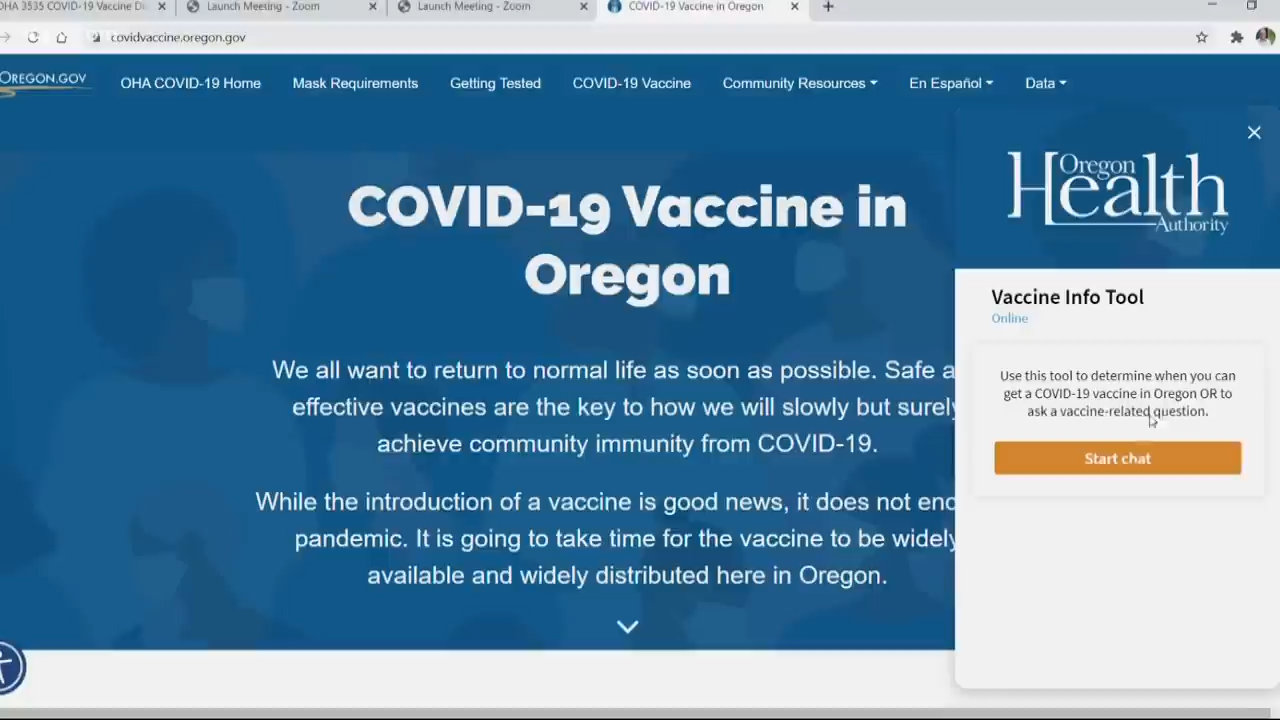 OHA 3535 COVID-19 Vaccine Di
Launch Meeting - Zoom
Launch Meeting - Zoom
COVID-19 Vaccine in Oregon
covidvaccine.oregon.gov
OREGON.GOV
OHA COVID-19 Home
Mask Requirements
Getting Tested
COVID-19 Vaccine
Community Resources
En Español
Data
Oregon
Health
Authority
COVID-19 Vaccine in
Oregon
We all want to return to normal life as soon as possible. Safe a
effective vaccines are the key to how we will slowly but surely
achieve community immunity from COVID-19.
While the introduction of a vaccine is good news, it does not end
pandemic. It is going to take time for the vaccine to be widely
available and widely distributed here in Oregon.
Vaccine Info Tool
Online
Use this tool to determine when you can
get a COVID-19 vaccine in Oregon OR to
ask a vaccine-related question.
Start chat